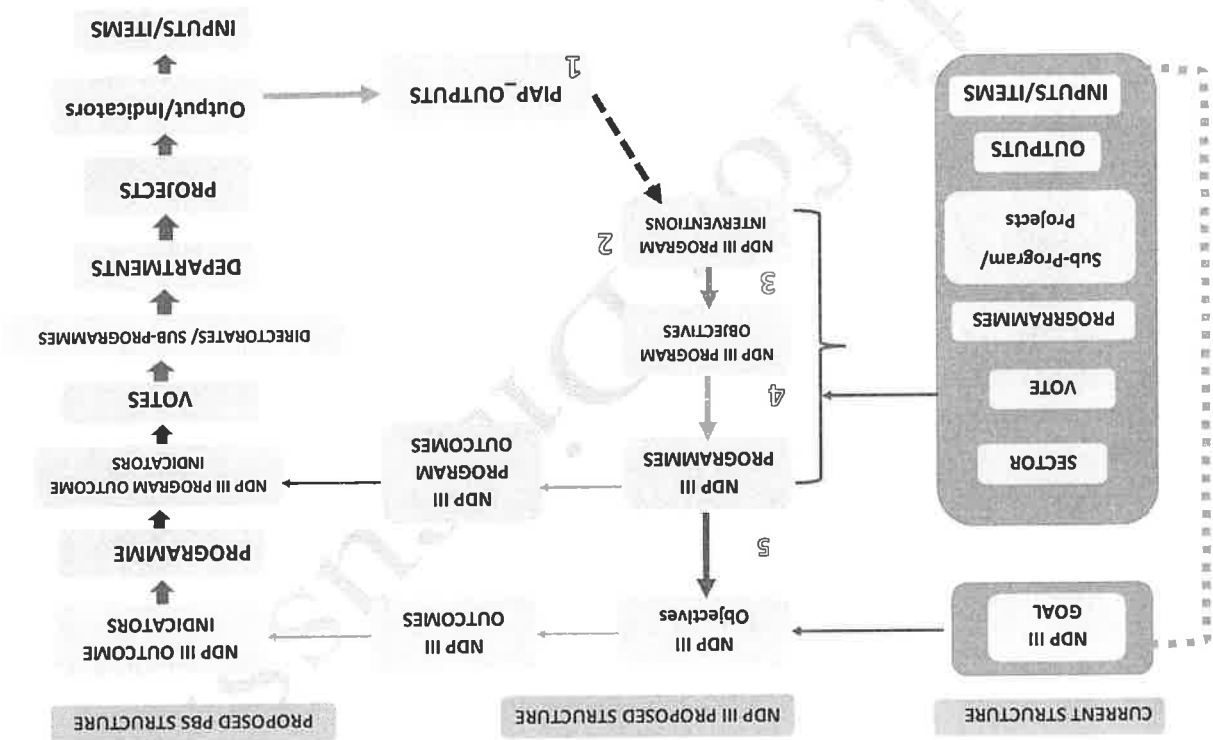 CURRENT STRUCTURE
NDP III
GOAL
SECTOR
VOTE
PROGRRAMMES
Sub-Program/
Projects
OUTPUTS
INPUTS/ITEMS
NDP III PROPOSED STRUCTURE
NDP III
Objectives
NDP III
OUTCOMES
5
NDP III
PROGRAMMES
NDP III
PROGRAM
OUTCOMES
4
NDP III PROGRAM
OBJECTIVES
3
NDP III PROGRAM
INTERVENTIONS
2
PIAP_OUTPUTS
1
PROPOSED PBS STRUCTURE
NDP III OUTCOME
INDICATORS
PROGRAMME
NDP III PROGRAM OUTCOME
INDICATORS
VOTES
DIRECTORATES/ SUB-PROGRAMMES
DEPARTMENTS
PROJECTS
Output/Indicators
INPUTS/ITEMS